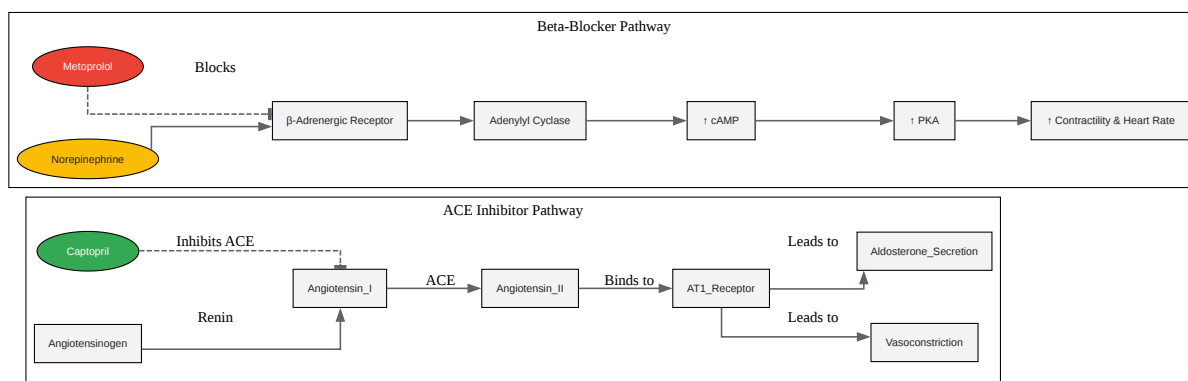 Beta-Blocker Pathway
Metoprolol
Blocks
β-Adrenergic Receptor
Adenylyl Cyclase
↑ cAMP
↑ PKA
↑ Contractility & Heart Rate
Norepinephrine
ACE Inhibitor Pathway
Captopril
Inhibits ACE
Leads to
Aldosterone_Secretion
Angiotensin_I
ACE
Angiotensin_II
Binds to
AT1_Receptor
Renin
Leads to
Angiotensinogen
Vasoconstriction